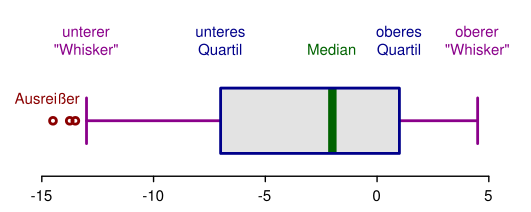 unterer
"Whisker"
unteres
Quartil
Median
oberes
Quartil
oberer
"Whisker"
Ausreißer
-15 -10 -5 0 5